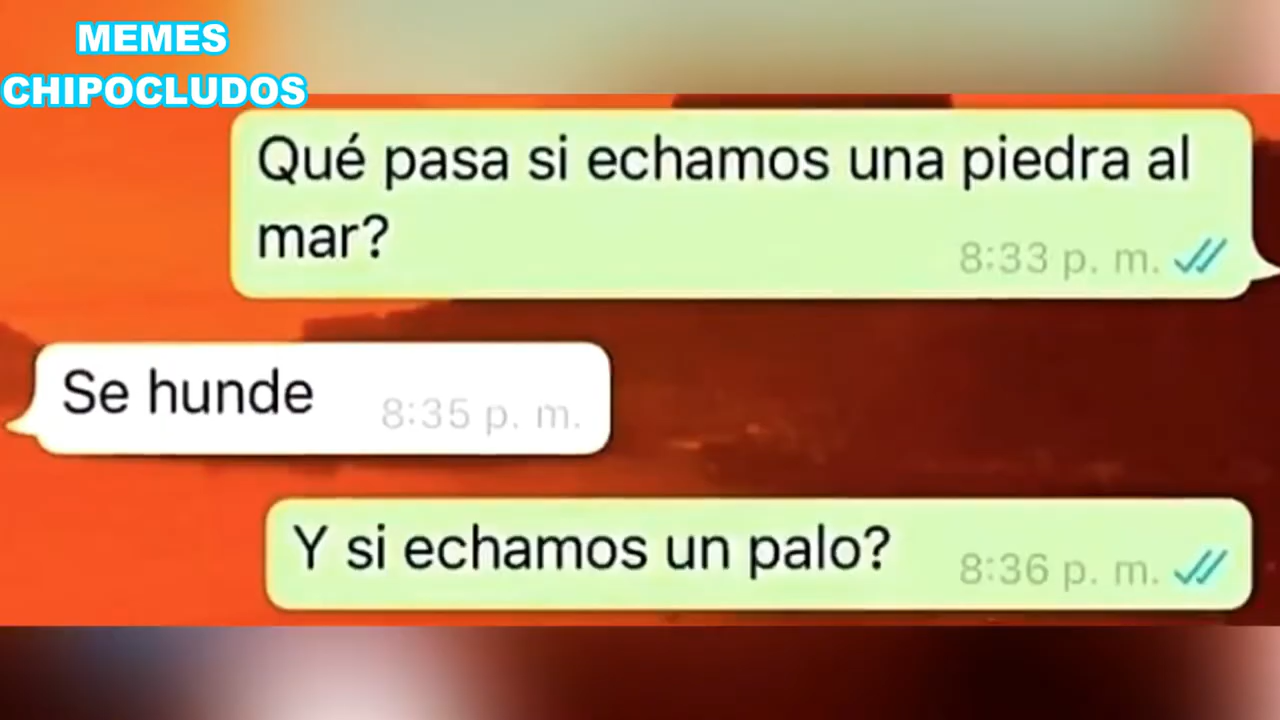 MEMES
CHIPOCLUDOS
Qué pasa si echamos una piedra al
mar?
8:33 p. m.
Se hunde
8:35 p. m.
Y si echamos un palo?
8:36 p. m.